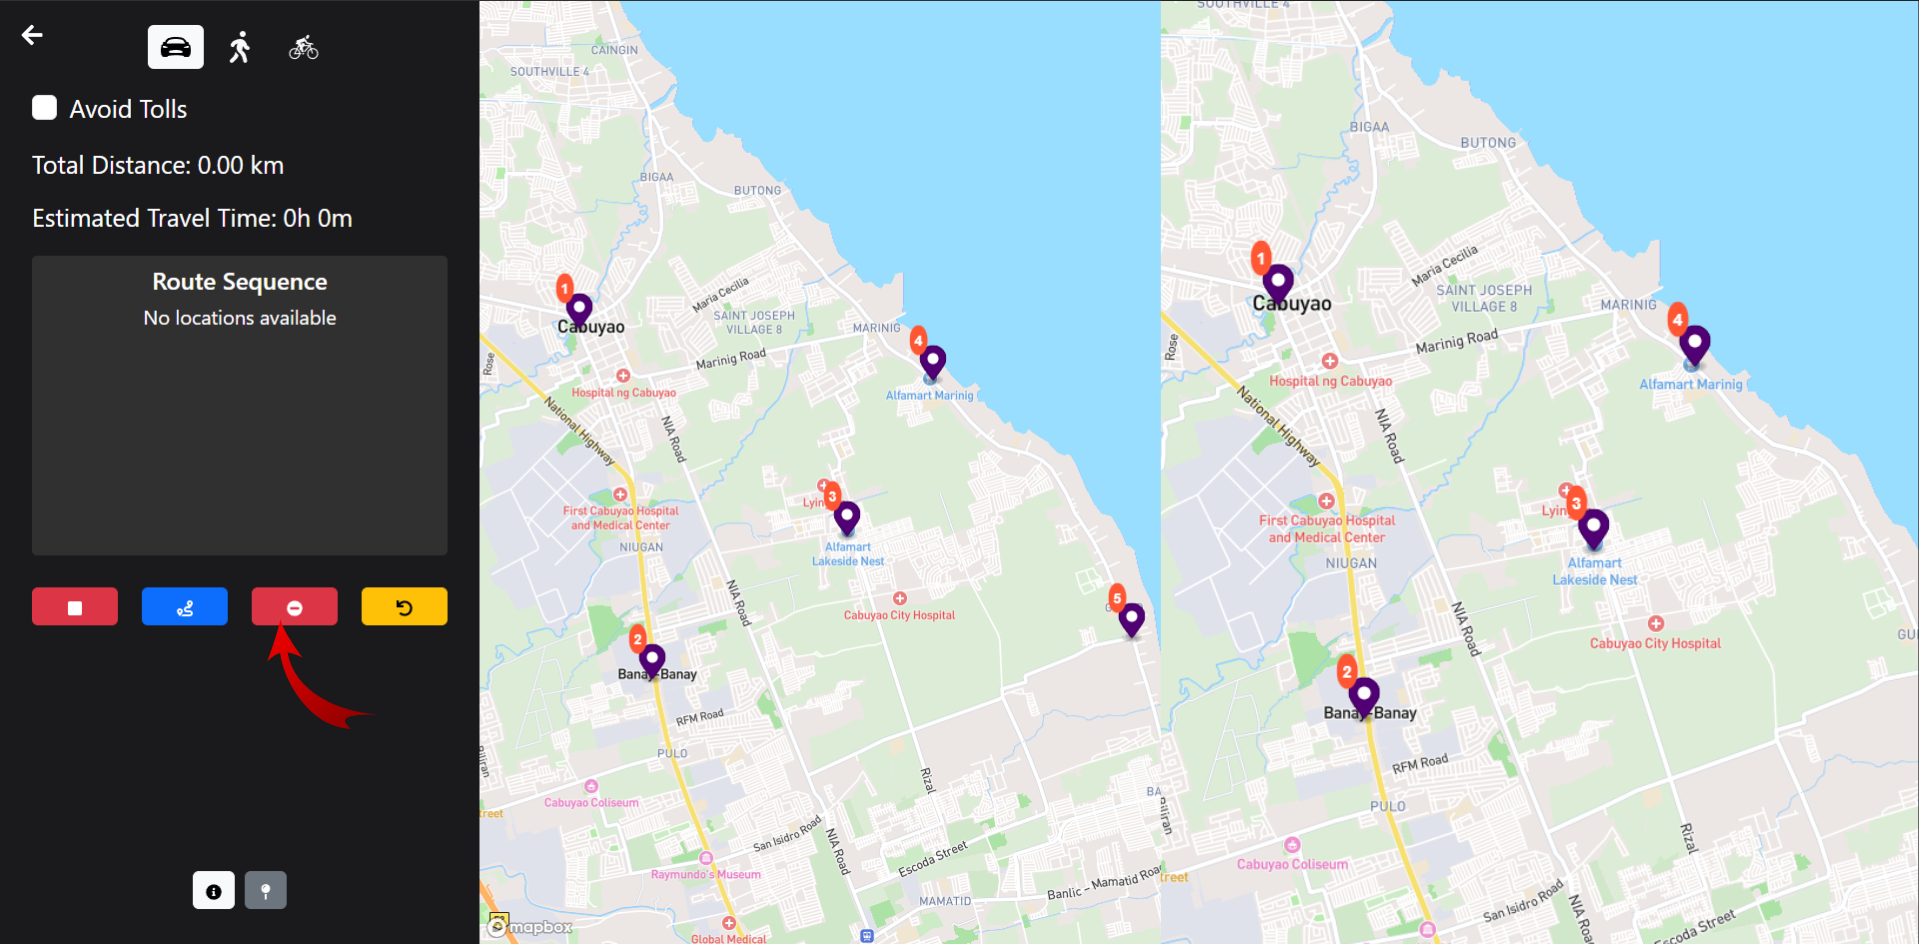 Avoid Tolls
Total Distance: 0.00 km
Estimated Travel Time: 0h 0m
Route Sequence
No locations available
CAINGIN
SOUTHVILLE 4
BIGAA
BUTONG
1
Cabuyao
Maria Cecilia
SAINT JOSEPH
VILLAGE 8
MARINIG
4
Rose
Marinig Road
Alfamart Marinig
Hospital ng Cabuyao
National Highway
NIA Road
3
Lyin
First Cabuyao Hospital
and Medical Center
NIUGAN
Alfamart
Lakeside Nest
NIA Road
5
Cabuyao City Hospital
2
Banay-Banay
RFM Road
PULO
Biliran
Cabuyao Coliseum
treet
Rizal
BA
San Isidro Road
NIA Road
Escoda Street
Raymundo's Museum
Banlic - Mamatid Roa
MAMATID
mapbox
Global Medical
SOUTHVILLE 4
BIGAA
BUTONG
1
Cabuyao
Maria Cecilia
SAINT JOSEPH
VILLAGE 8
MARINIG
4
Rose
Marinig Road
Alfamart Marinig
Hospital ng Cabuyao
National Highway
NIA Road
3
Lyin
First Cabuyao Hospital
and Medical Center
NIUGAN
Alfamart
Lakeside Nest
NIA Road
GU
Cabuyao City Hospital
2
Banay-Banay
RFM Road
PULO
Biliran
Cabuyao Coliseum
treet
Rizal
San Isidro Road
NIA Road
Escoda Street